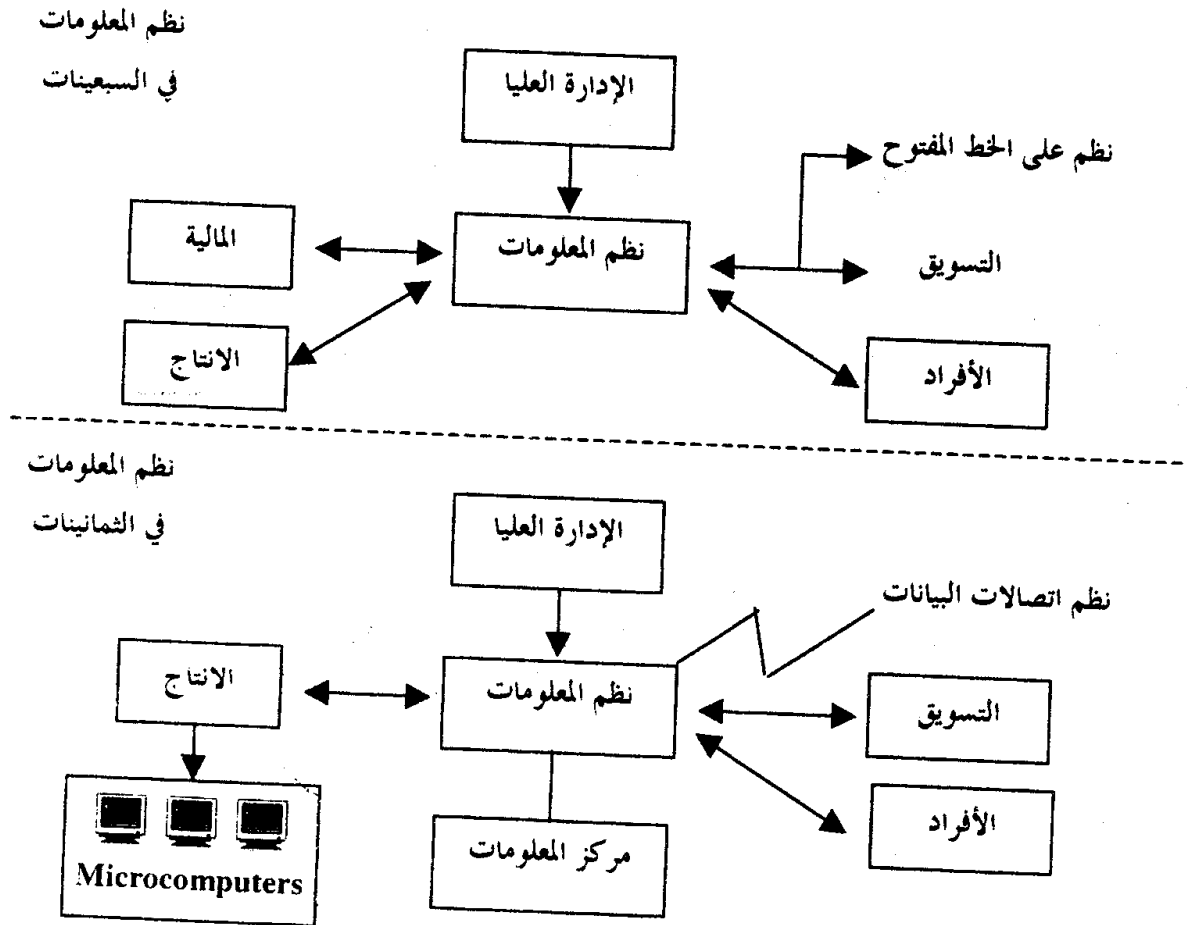 نظم المعلومات
في السبعينات
الإدارة العليا
نظم على الخط المفتوح
المالية
نظم المعلومات
التسويق
الانتاج
الأفراد
نظم المعلومات
في الثمانينات
الإدارة العليا
نظم اتصالات البيانات
الانتاج
نظم المعلومات
التسويق
Microcomputers
مركز المعلومات
الأفراد